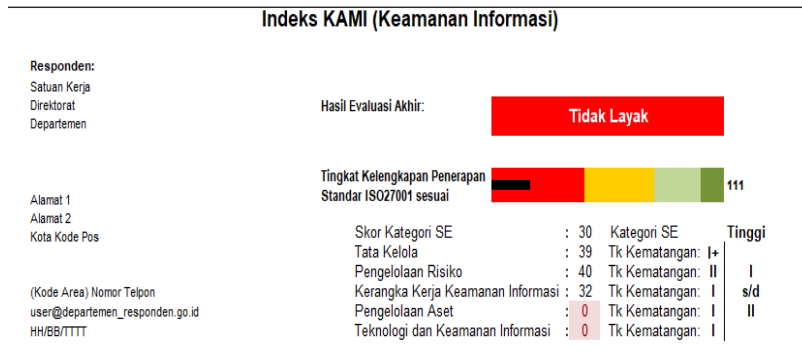 Indeks KAMI (Keamanan Informasi)
Responden:
Satuan Kerja
Direktorat
Departemen
Hasil Evaluasi Akhir: Tidak Layak
Tingkat Kelengkapan Penerapan
Standar ISO27001 sesuai
111
Alamat 1
Alamat 2
Kota Kode Pos
(Kode Area) Nomor Telpon
user@departemen_responden.go.id
HH/BB/TTTT
Skor Kategori SE : 30 Kategori SE Tinggi
Tata Kelola : 39 Tk Kematangan: I+
Pengelolaan Risiko : 40 Tk Kematangan: II I
Kerangka Kerja Keamanan Informasi : 32 Tk Kematangan: I s/d
Pengelolaan Aset : 0 Tk Kematangan: I II
Teknologi dan Keamanan Informasi : 0 Tk Kematangan: I